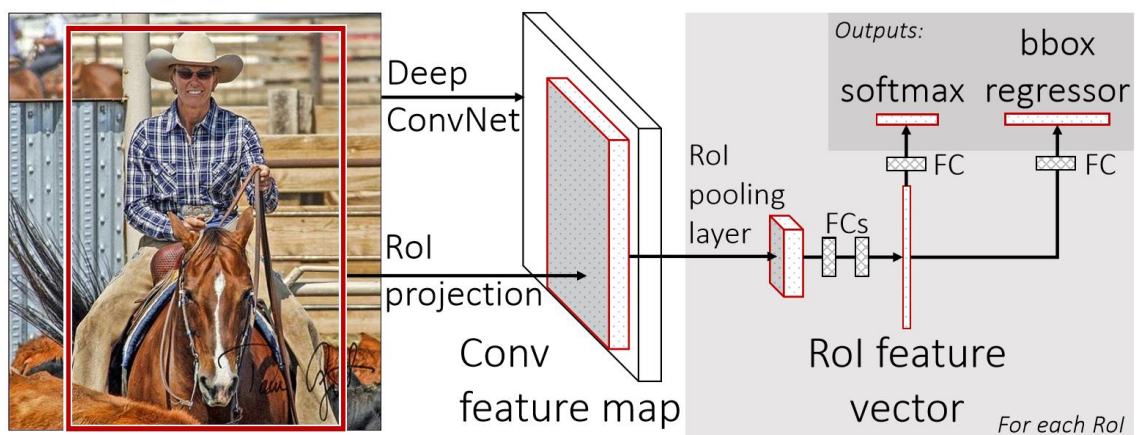 Deep
ConvNet
RoI
projection
Conv
feature map
RoI
pooling
layer
FCs
RoI feature
vector
Outputs:
softmax
bbox
regressor
FC
FC
For each RoI